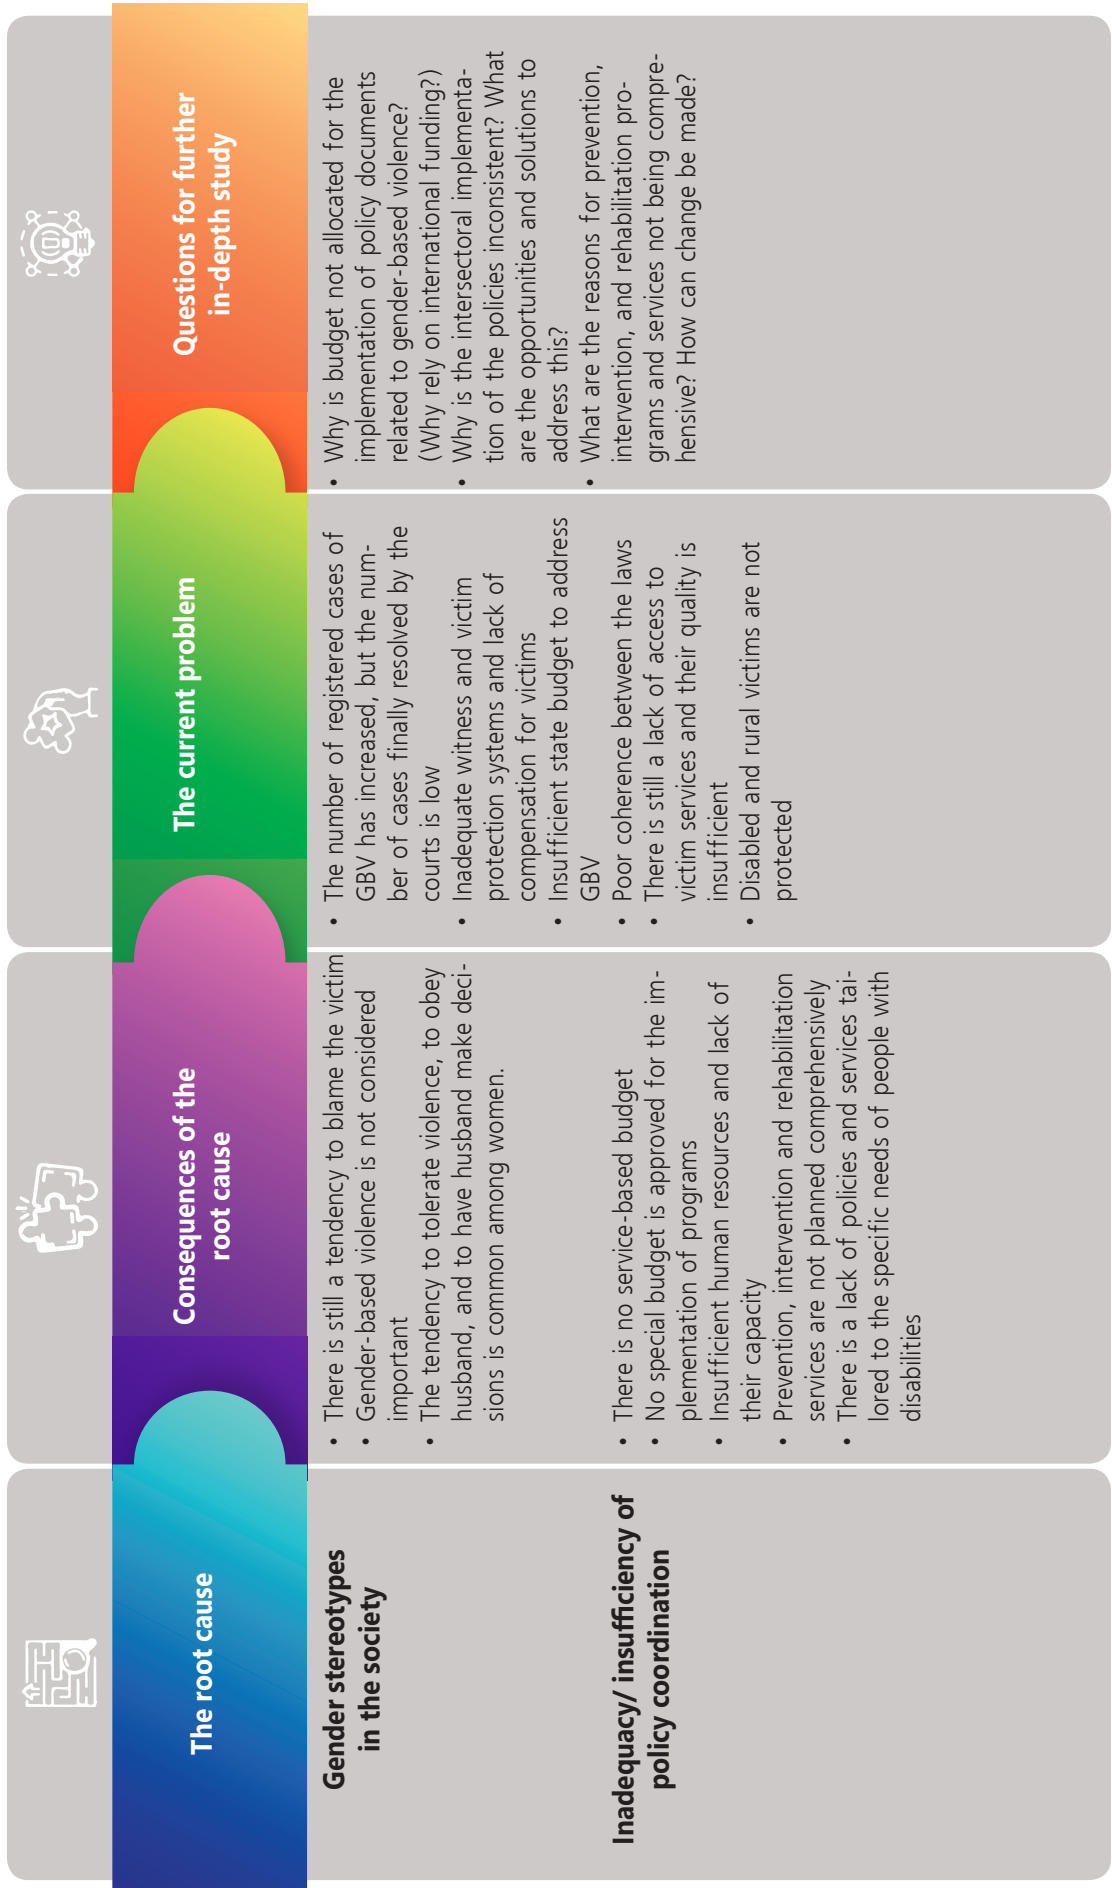 The root cause
Gender stereotypes
in the society
Inadequacy/ insufficiency of
policy coordination
Consequences of the
root cause
• There is still a tendency to blame the victim
• Gender-based violence is not considered
important
• The tendency to tolerate violence, to obey
husband, and to have husband make deci-
sions is common among women.
• There is no service-based budget
• No special budget is approved for the im-
plementation of programs
• Insufficient human resources and lack of
their capacity
• Prevention, intervention and rehabilitation
services are not planned comprehensively
• There is a lack of policies and services tai-
lored to the specific needs of people with
disabilities
The current problem
• The number of registered cases of
GBV has increased, but the num-
ber of cases finally resolved by the
courts is low
• Inadequate witness and victim
protection systems and lack of
compensation for victims
• Insufficient state budget to address
GBV
• Poor coherence between the laws
• There is still a lack of access to
victim services and their quality is
insufficient
• Disabled and rural victims are not
protected
Questions for further
in-depth study
• Why is budget not allocated for the
implementation of policy documents
related to gender-based violence?
(Why rely on international funding?)
• Why is the intersectoral implementa-
tion of the policies inconsistent? What
are the opportunities and solutions to
address this?
• What are the reasons for prevention,
intervention, and rehabilitation pro-
grams and services not being compre-
hensive? How can change be made?